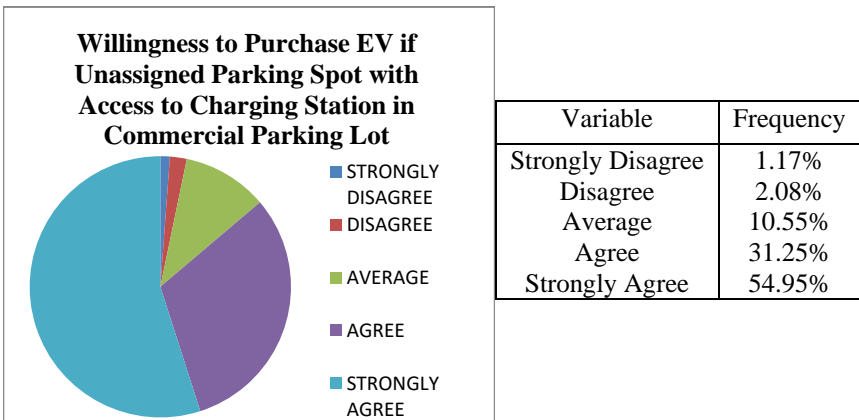 Willingness to Purchase EV if
Unassigned Parking Spot with
Access to Charging Station in
Commercial Parking Lot
STRONGLY
DISAGREE
DISAGREE
AVERAGE
AGREE
STRONGLY
AGREE
Variable Frequency
Strongly Disagree 1.17%
Disagree 2.08%
Average 10.55%
Agree 31.25%
Strongly Agree 54.95%